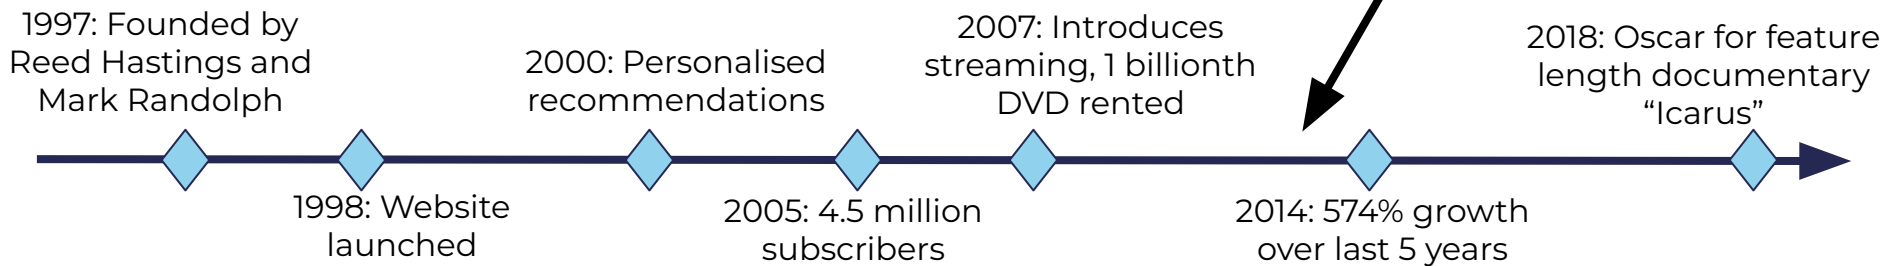 1997: Founded by
Reed Hastings and
Mark Randolph
1998: Website
launched
2000: Personalised
recommendations
2005: 4.5 million
subscribers
2007: Introduces
streaming, 1 billionth
DVD rented
2014: 574% growth
over last 5 years
2018: Oscar for feature
length documentary
“Icarus”